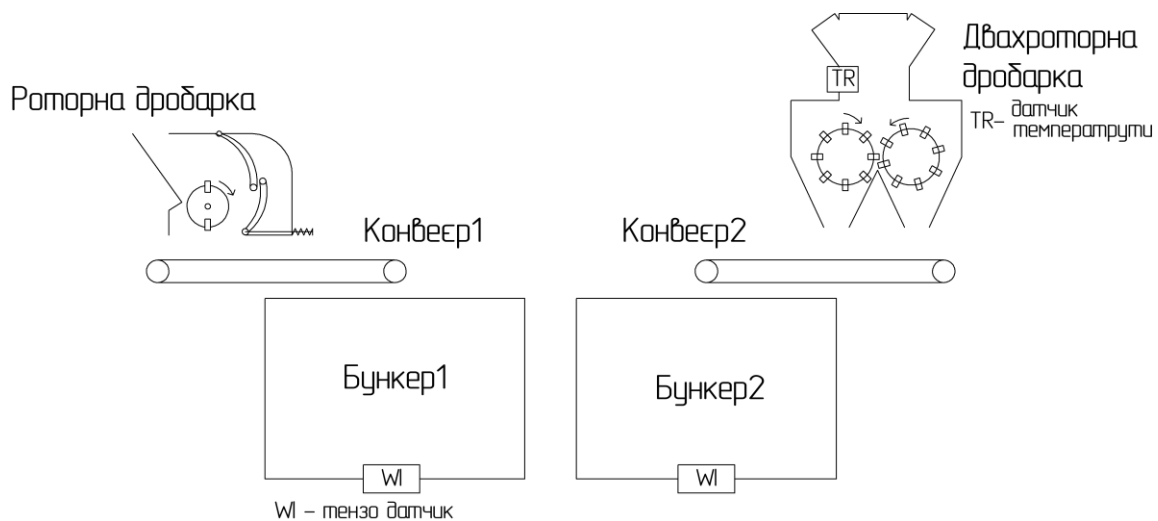 Роторна дробарка
Двахроторна
дробарка
TR
TR– датчик
температрути
Конвеєр1
Конвеєр2
Бункер1
Бункер2
WI
WI
WI – тензо датчик